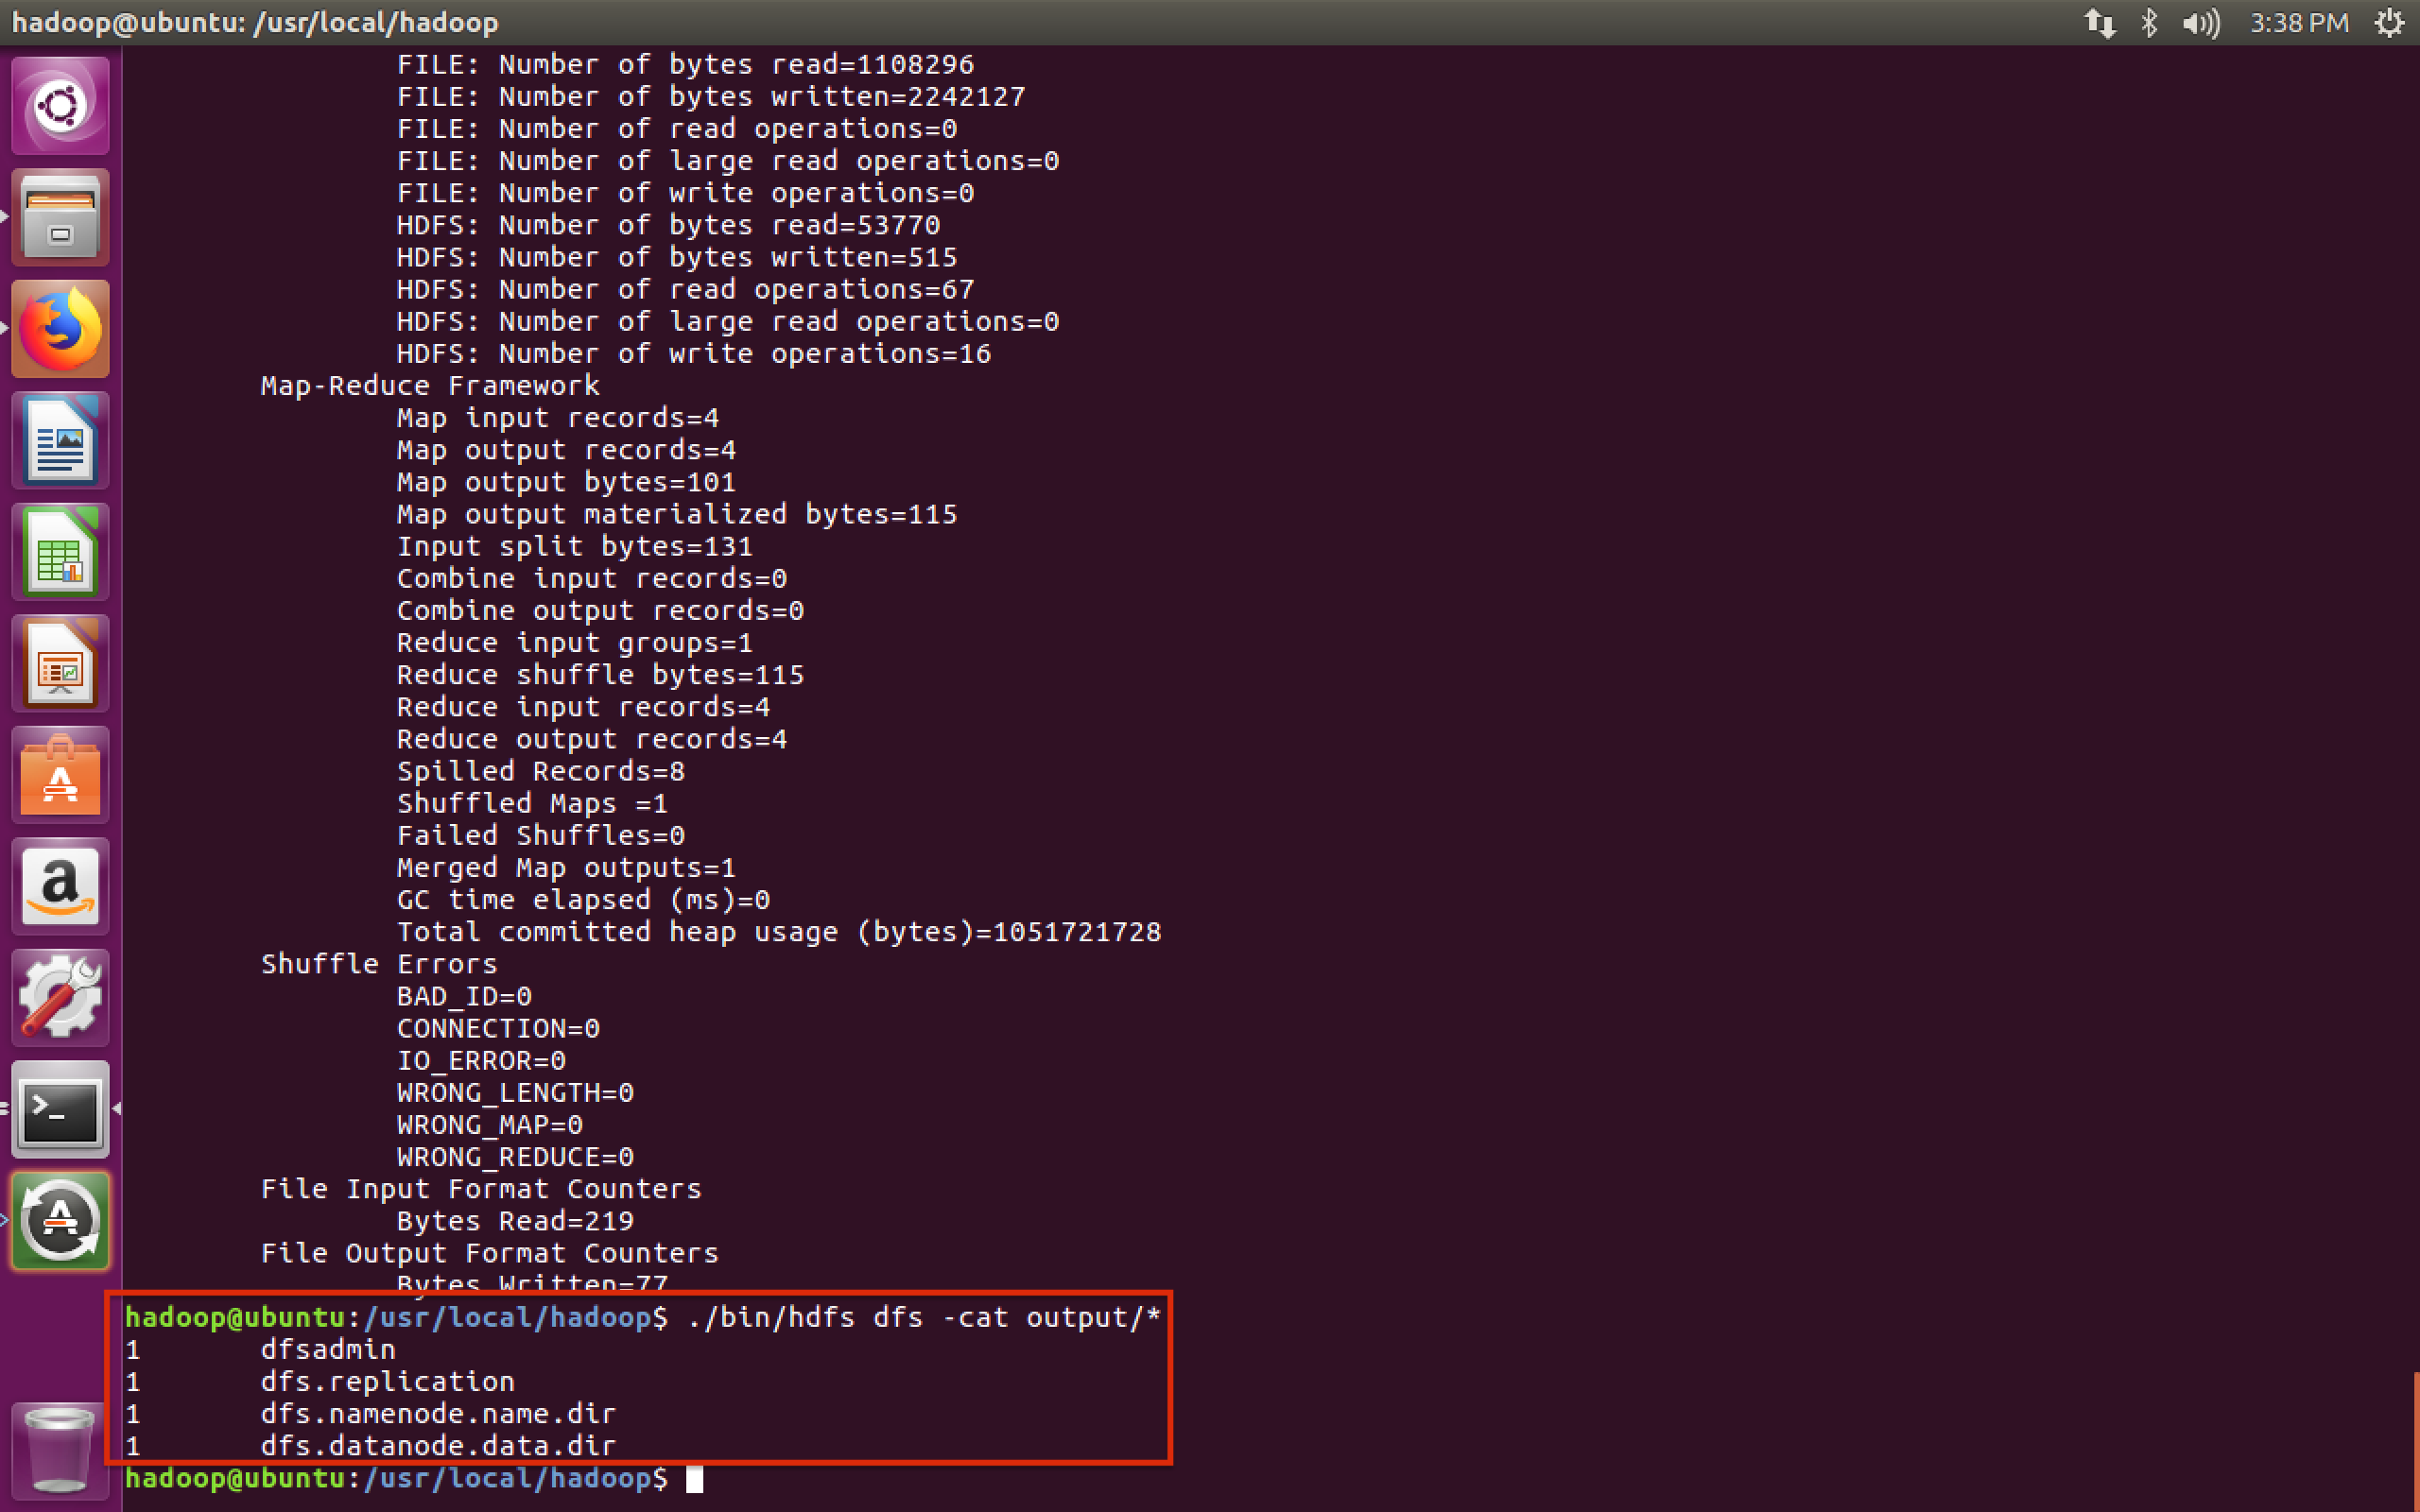 hadoop@ubuntu: /usr/local/hadoop
3:38 PM
FILE: Number of bytes read=1108296
FILE: Number of bytes written=2242127
FILE: Number of read operations=0
FILE: Number of large read operations=0
FILE: Number of write operations=0
HDFS: Number of bytes read=53770
HDFS: Number of bytes written=515
HDFS: Number of read operations=67
HDFS: Number of large read operations=0
HDFS: Number of write operations=16
Map-Reduce Framework
Map input records=4
Map output records=4
Map output bytes=101
Map output materialized bytes=115
Input split bytes=131
Combine input records=0
Combine output records=0
Reduce input groups=1
Reduce shuffle bytes=115
Reduce input records=4
Reduce output records=4
Spilled Records=8
Shuffled Maps =1
Failed Shuffles=0
Merged Map outputs=1
GC time elapsed (ms)=0
Total committed heap usage (bytes)=1051721728
Shuffle Errors
BAD_ID=0
CONNECTION=0
IO_ERROR=0
WRONG_LENGTH=0
WRONG_MAP=0
WRONG_REDUCE=0
File Input Format Counters
Bytes Read=219
File Output Format Counters
Bytes Written=77
hadoop@ubuntu:/usr/local/hadoop$ ./bin/hdfs dfs -cat output/*
1 dfsadmin
1 dfs.replication
1 dfs.namenode.name.dir
1 dfs.datanode.data.dir
hadoop@ubuntu:/usr/local/hadoop$